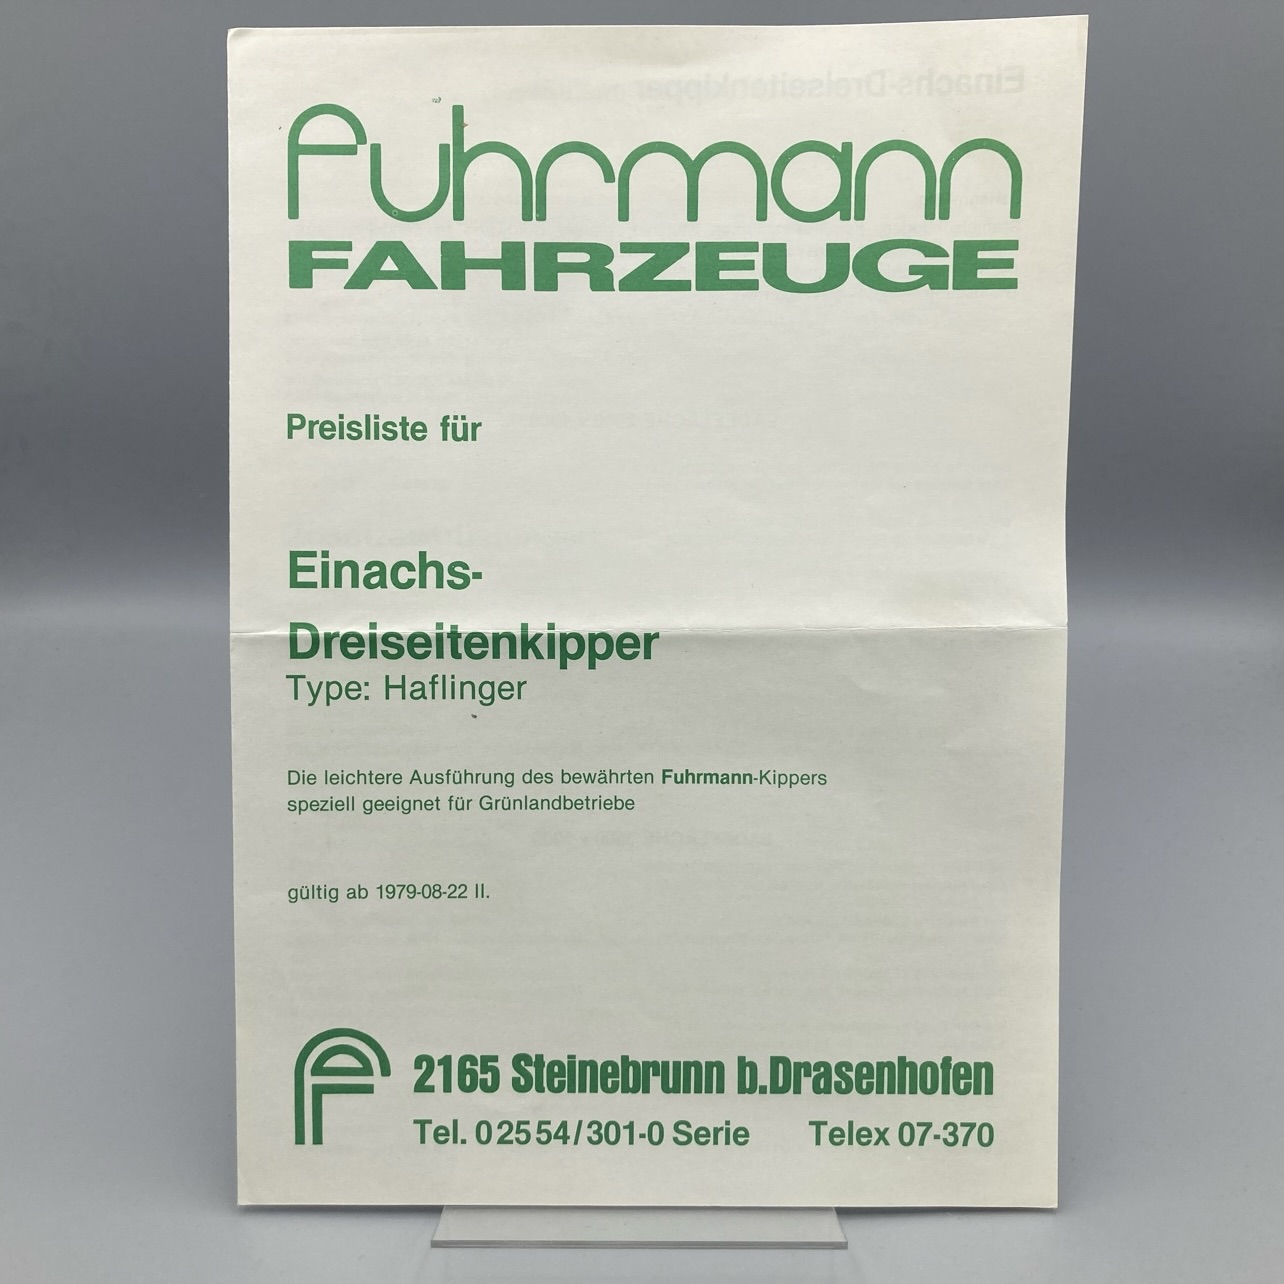 fuhrmann
FAHRZEUGE
Preisliste für
Einachs-
Dreiseitenkipper
Type: Haflinger
Die leichtere Ausführung des bewährten Fuhrmann-Kippers
speziell geeignet für Grünlandbetriebe
gültig ab 1979-08-22 II.
2165 Steinebrunn b.Drasenhofen
Tel. 02554/301-0 Serie Telex 07-370